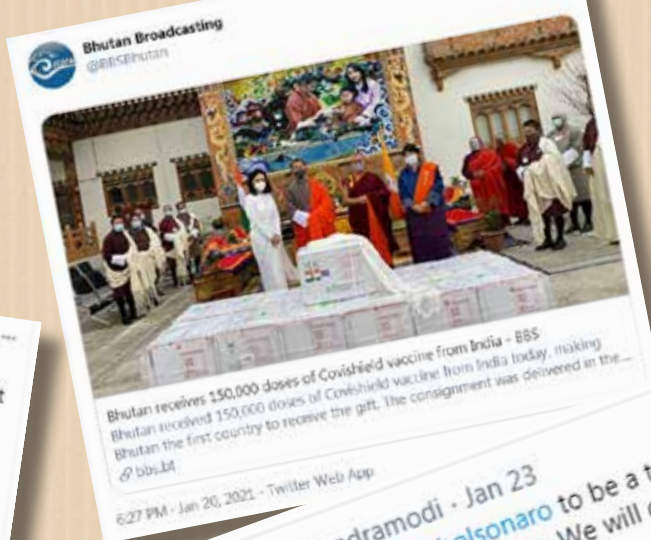 Bhutan Broadcasting
@BBSBhutan
Bhutan receives 150,000 doses of Covishield vaccine from India - BBS
Bhutan received 150,000 doses of Covishield vaccine from India today, making
Bhutan the first country to receive the gift. The consignment was delivered in the...
bbs.bt
6:27 PM · Jan 20, 2021 · Twitter Web App
dramodi · Jan 23
olsonaro to be a t
We will